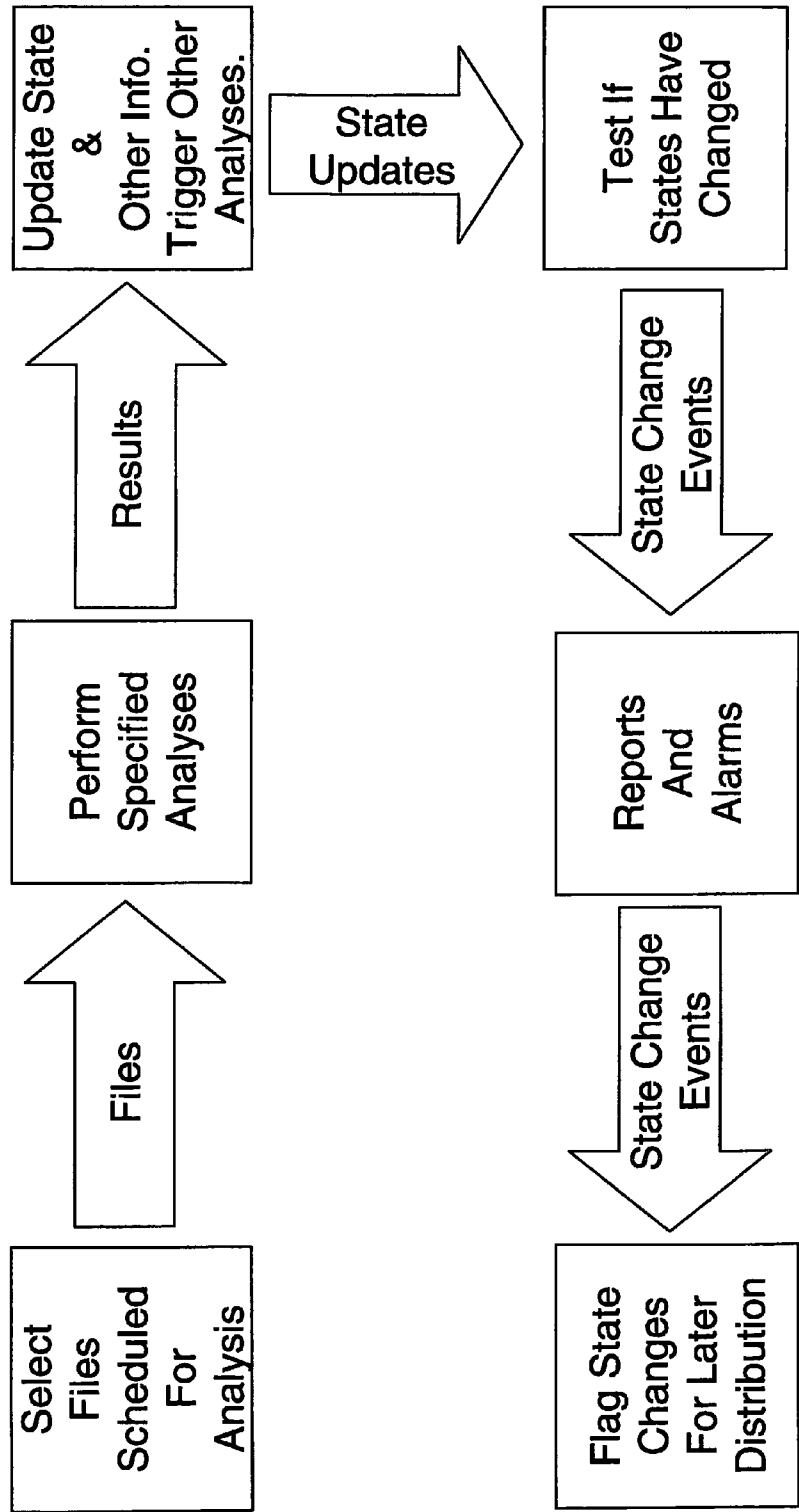 Select
Files
Scheduled
For
Analysis
Files
Perform
Specified
Analyses
Results
Update State
&
Other Info.
Trigger Other
Analyses.
State
Updates
Test If
States Have
Changed
State Change
Events
Reports
And
Alarms
State Change
Events
Flag State
Changes
For Later
Distribution